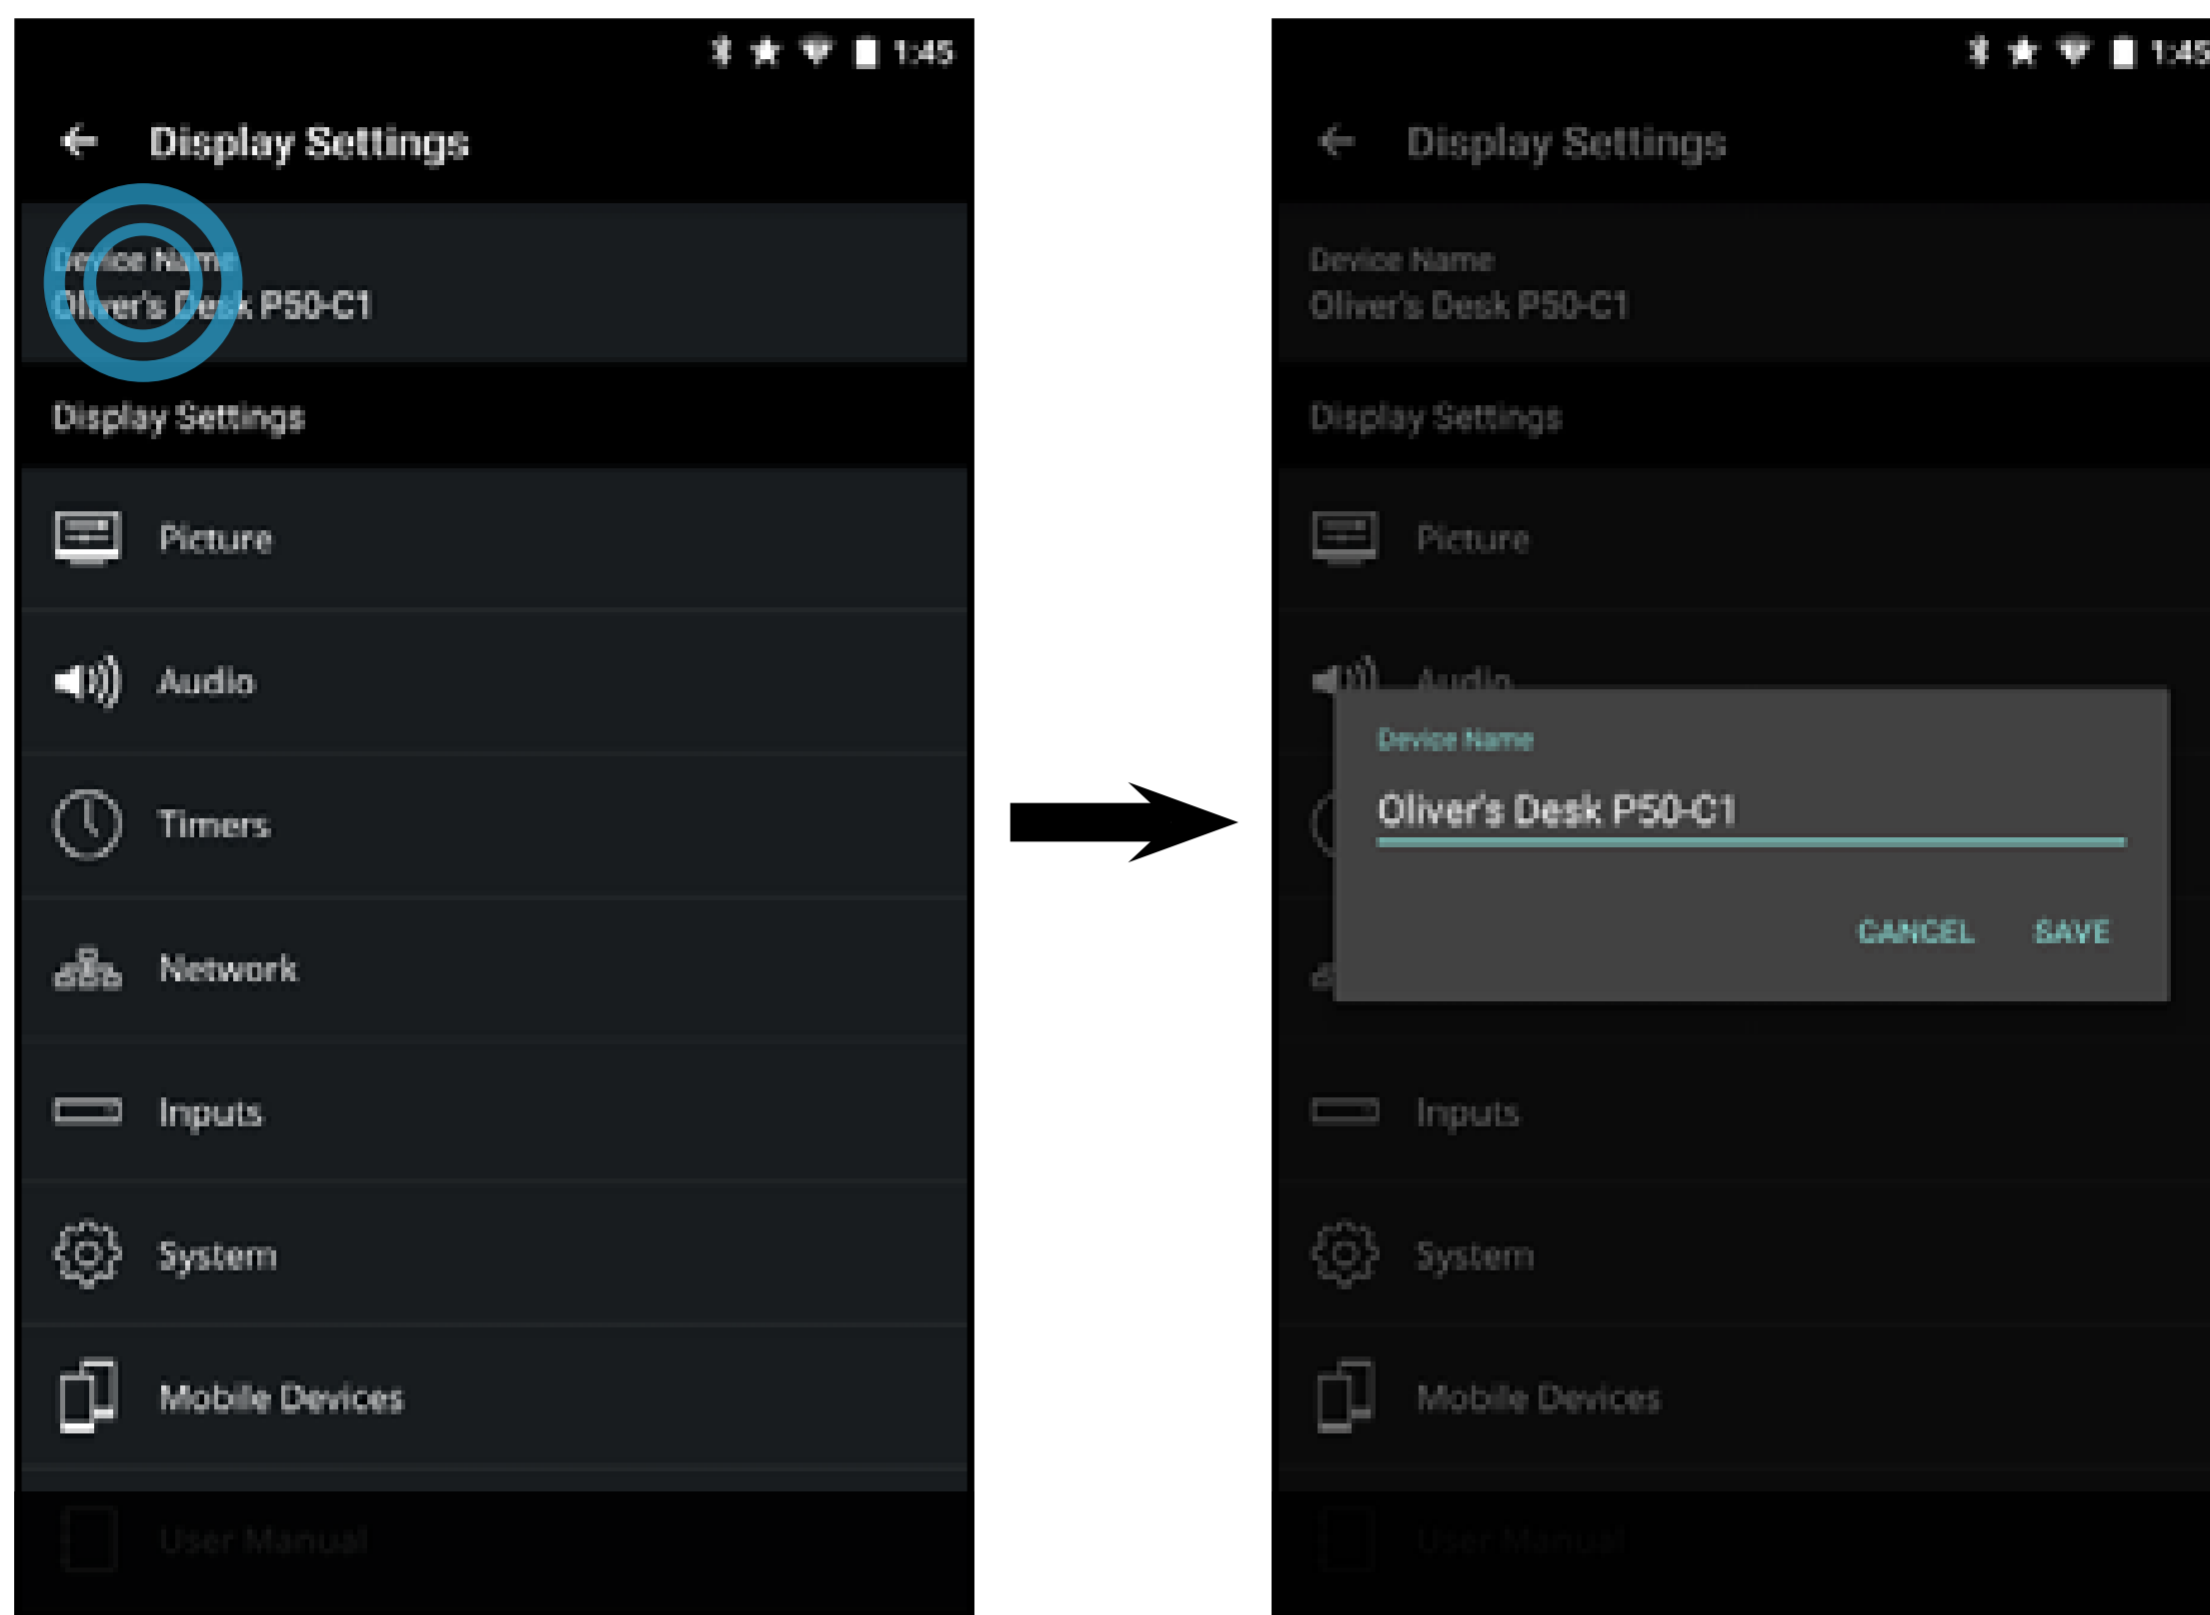 1:45
Display Settings
Device Name
Oliver's Desk P50-C1
Display Settings
Picture
Audio
Timers
Network
Inputs
System
Mobile Devices
User Manual
1:45
Display Settings
Device Name
Oliver's Desk P50-C1
Display Settings
Picture
Audio
Device Name
Oliver's Desk P50-C1
CANCEL SAVE
Inputs
System
Mobile Devices
User Manual